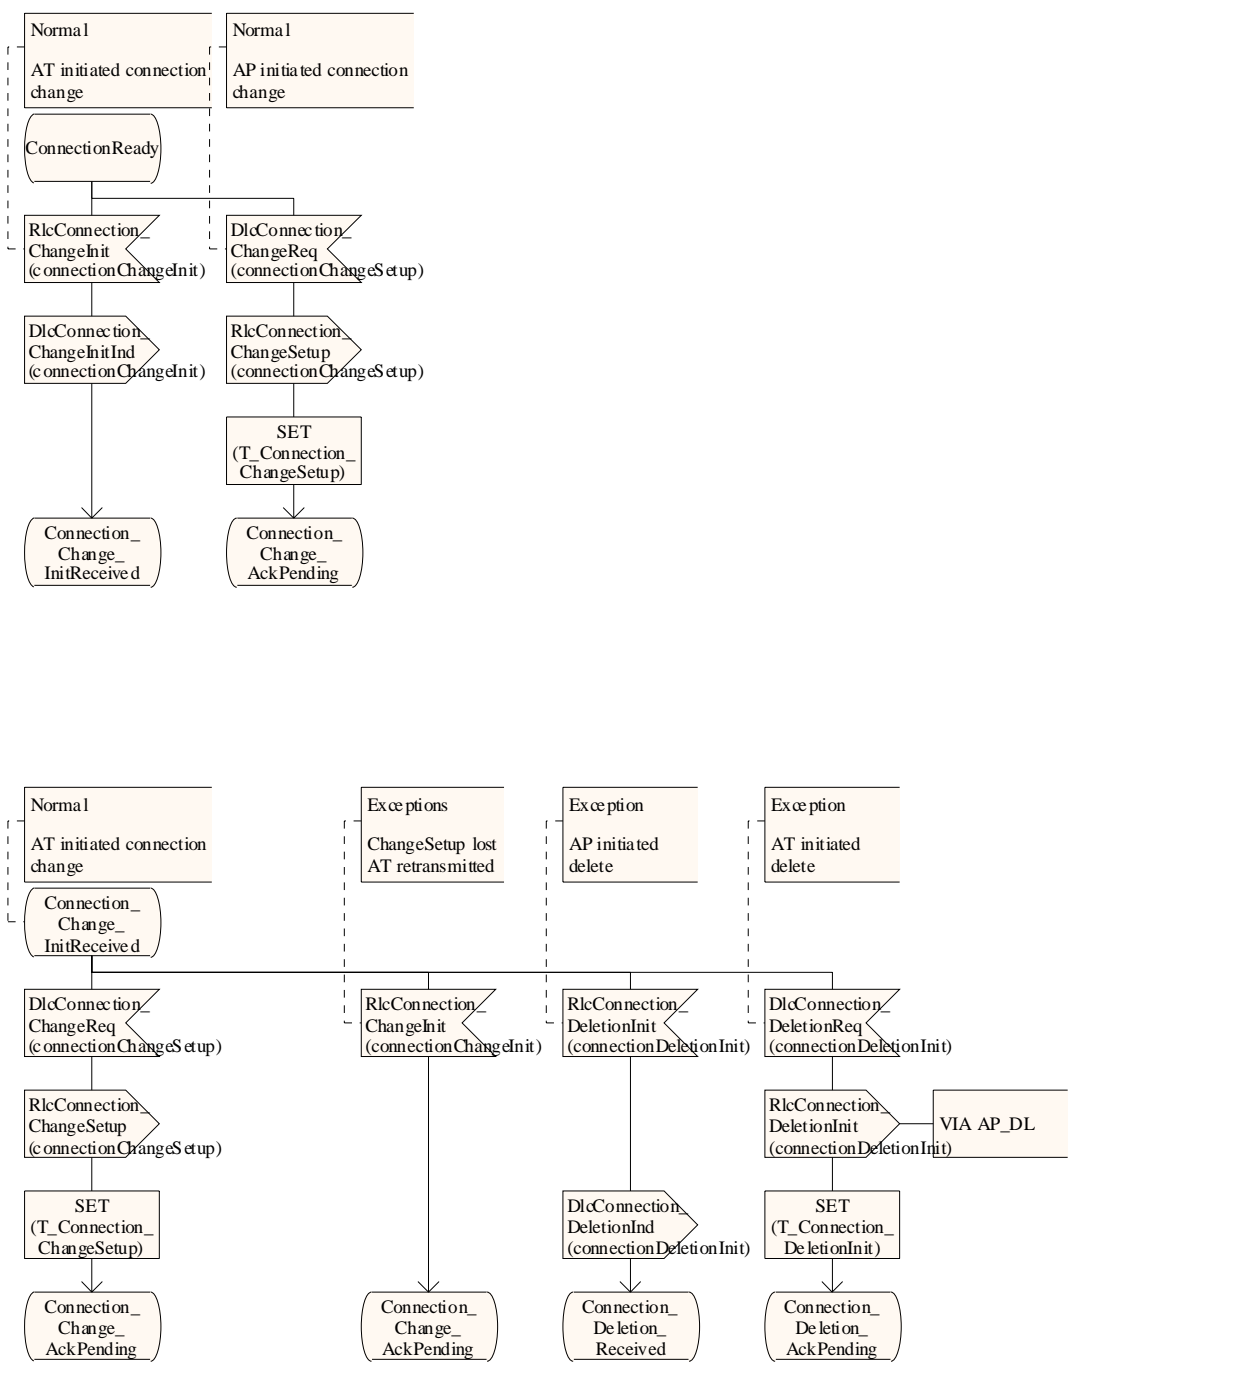 Normal
AT initiated connection
change
Normal
AP initiated connection
change
ConnectionReady
RlcConnection_
ChangeInit
(connectionChangeInit)
DlcConnection_
ChangeReq
(connectionChangeSetup)
DlcConnection_
ChangeInitInd
(connectionChangeInit)
RlcConnection_
ChangeSetup
(connectionChangeSetup)
SET
(T_Connection_
ChangeSetup)
Connection_
Change_
InitReceived
Connection_
Change_
AckPending
Normal
AT initiated connection
change
Exceptions
ChangeSetup lost
AT retransmitted
Exception
AP initiated
delete
Exception
AT initiated
delete
Connection_
Change_
InitReceived
DlcConnection_
ChangeReq
(connectionChangeSetup)
RlcConnection_
ChangeInit
(connectionChangeInit)
RlcConnection_
DeletionInit
(connectionDeletionInit)
DlcConnection_
DeletionReq
(connectionDeletionInit)
RlcConnection_
ChangeSetup
(connectionChangeSetup)
RlcConnection_
DeletionInit
(connectionDeletionInit)
VIA AP_DL
SET
(T_Connection_
ChangeSetup)
DlcConnection_
DeletionInd
(connectionDeletionInit)
SET
(T_Connection_
DeletionInit)
Connection_
Change_
AckPending
Connection_
Change_
AckPending
Connection_
Deletion_
Received
Connection_
Deletion_
AckPending